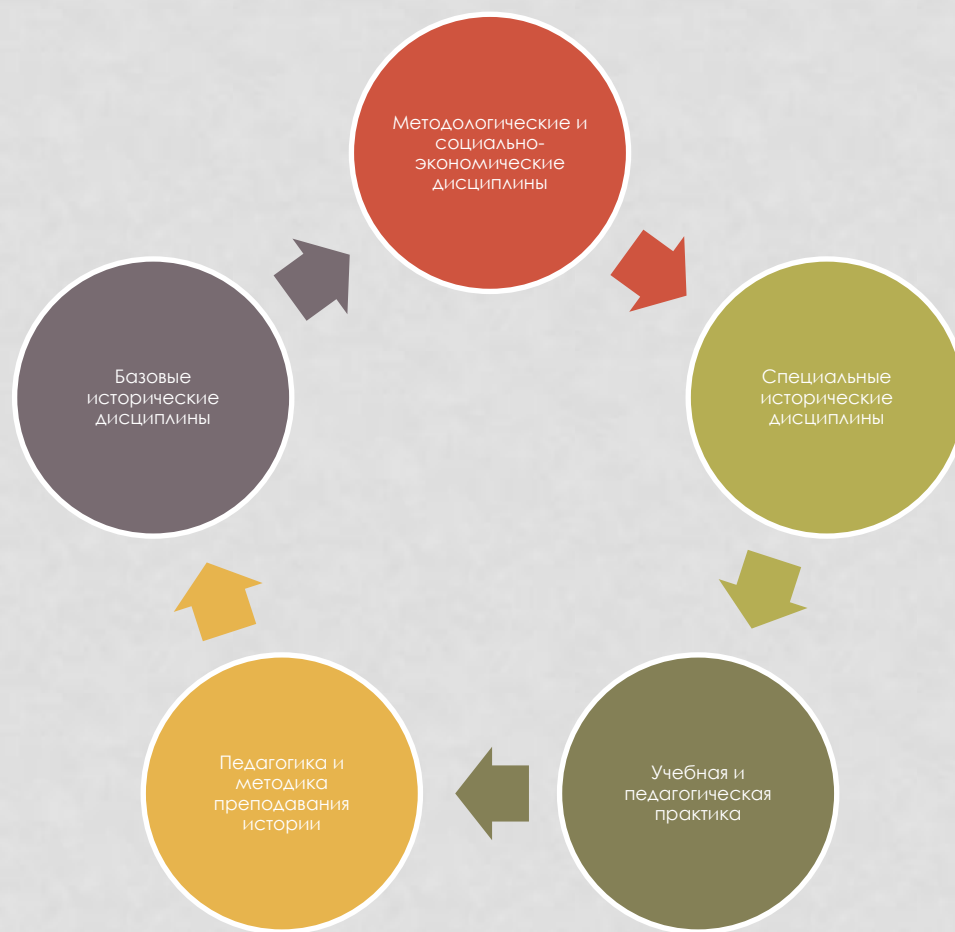 Методологические и
социально-
экономические
дисциплины
Специальные
исторические
дисциплины
Учебная и
педагогическая
практика
Педагогика и
методика
преподавания
истории
Базовые
исторические
дисциплины